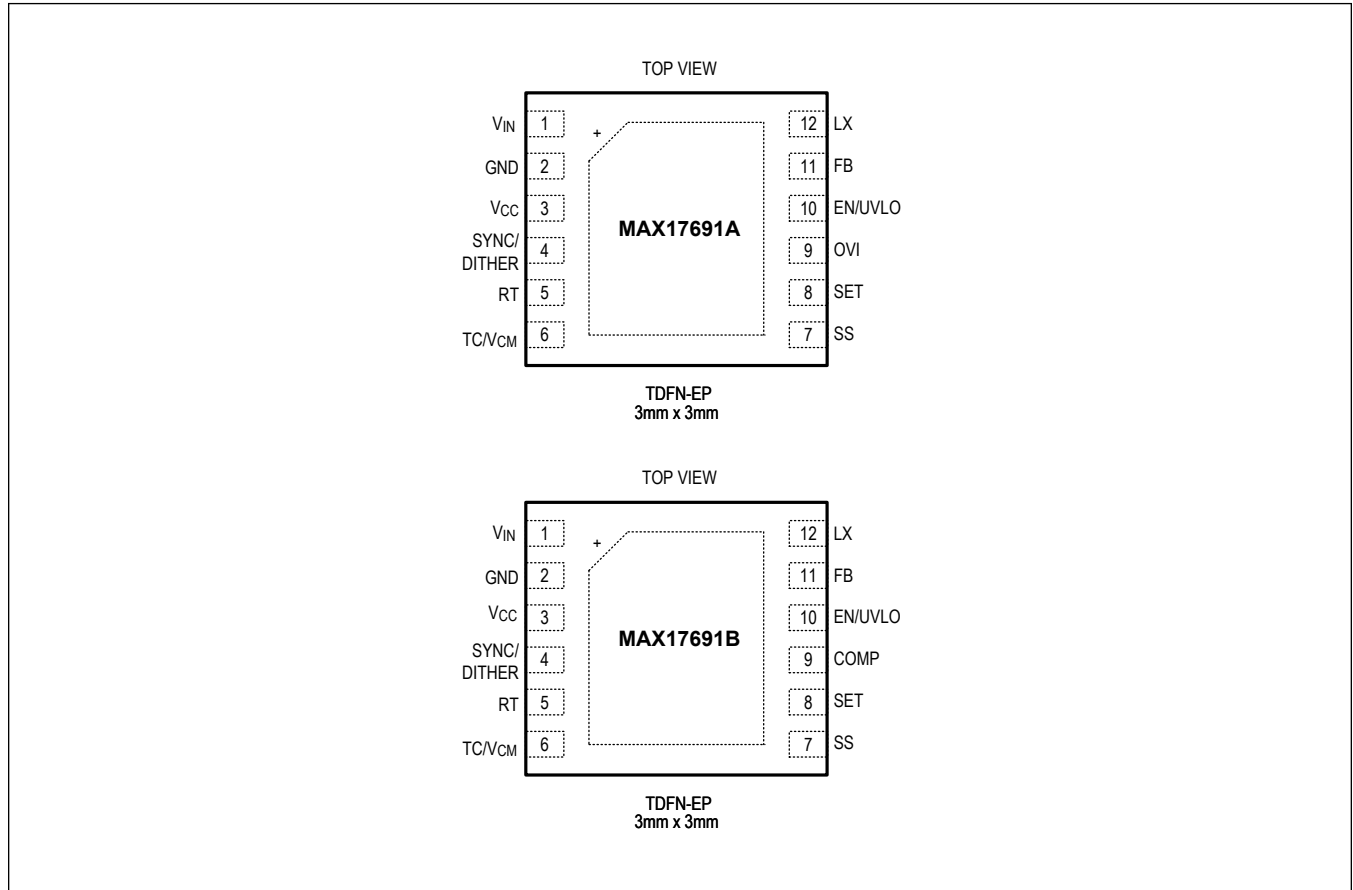 TOP VIEW
VIN 1
GND 2
VCC 3
SYNC/
DITHER 4
RT 5
TC/VCM 6
+
MAX17691A
12 LX
11 FB
10 EN/UVLO
9 OVI
8 SET
7 SS
TDFN-EP
3mm x 3mm
TOP VIEW
VIN 1
GND 2
VCC 3
SYNC/
DITHER 4
RT 5
TC/VCM 6
+
MAX17691B
12 LX
11 FB
10 EN/UVLO
9 COMP
8 SET
7 SS
TDFN-EP
3mm x 3mm